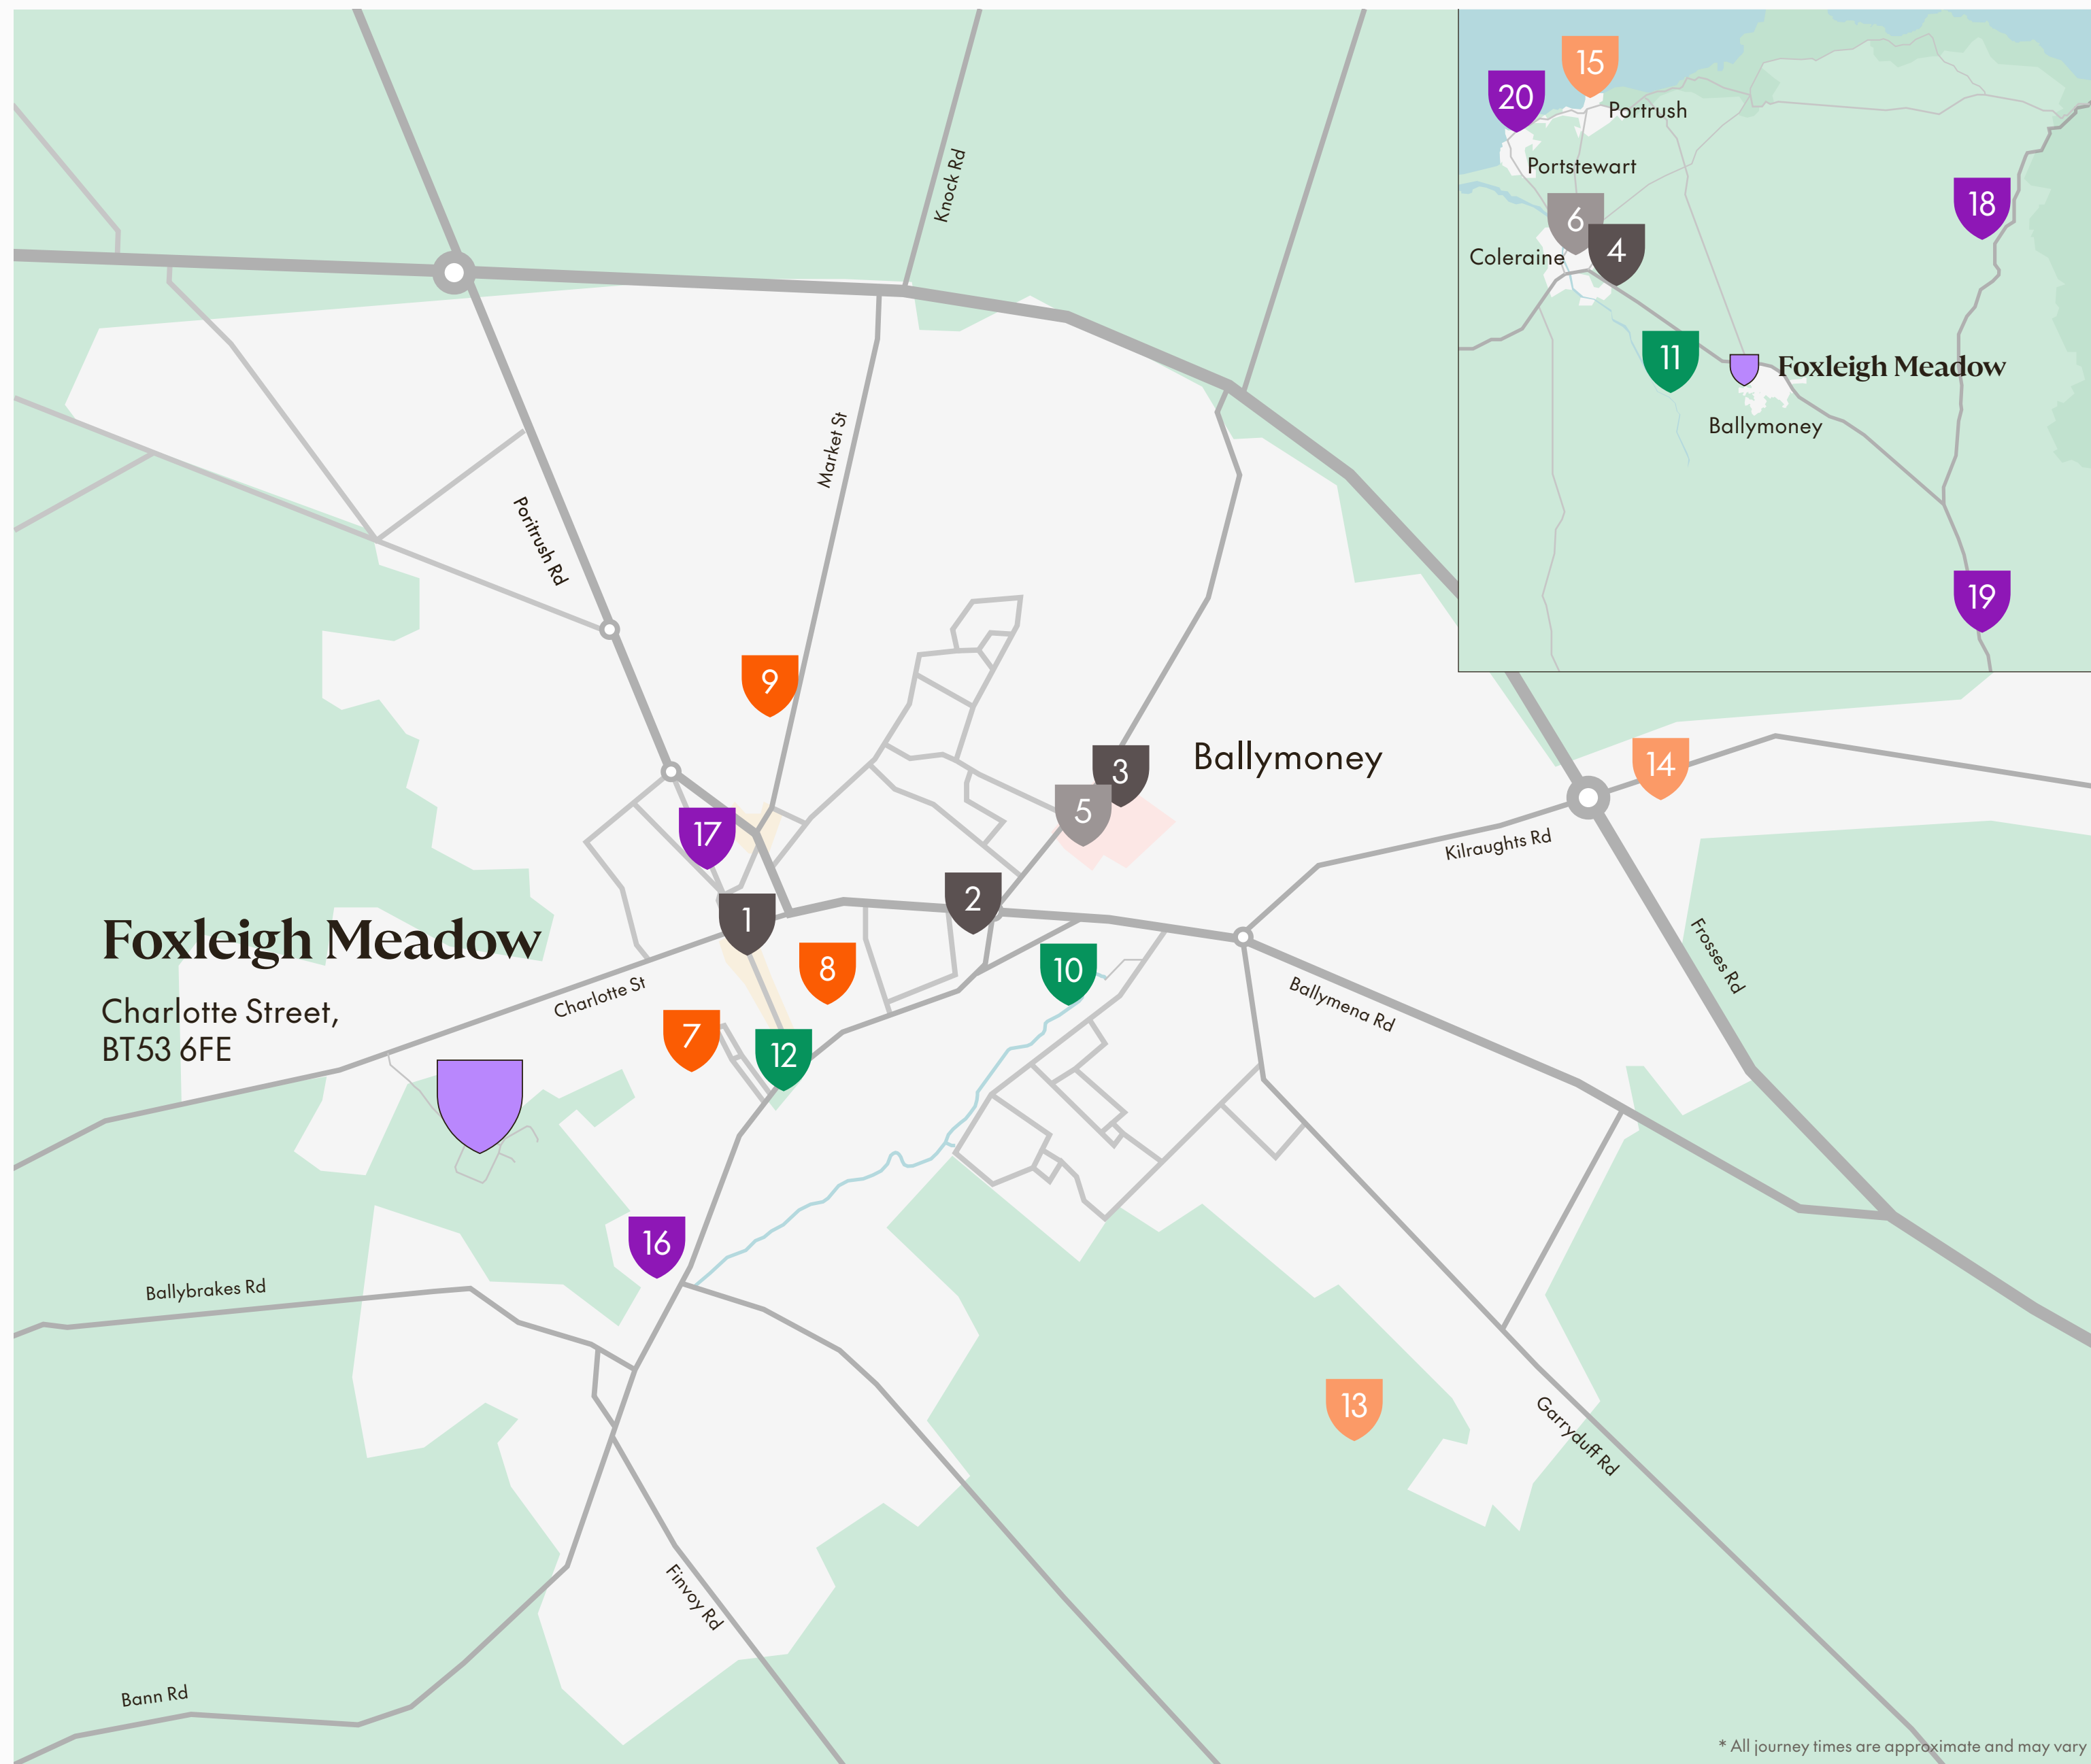 15
20
Portrush
Knock Rd
Portstewart
18
6
4
Coleraine
11
Foxleigh Meadow
Ballymoney
Market St
Poritrush Rd
19
9
Ballymoney
3
14
5
17
Kilraughts Rd
2
1
Foxleigh Meadow
Frosses Rd
8
10
Charlotte St
Ballymena Rd
Charlotte Street,
BT53 6FE
7
12
16
Ballybrakes Rd
13
Garryduff Rd
Finvoy Rd
Bann Rd
* All journey times are approximate and may vary